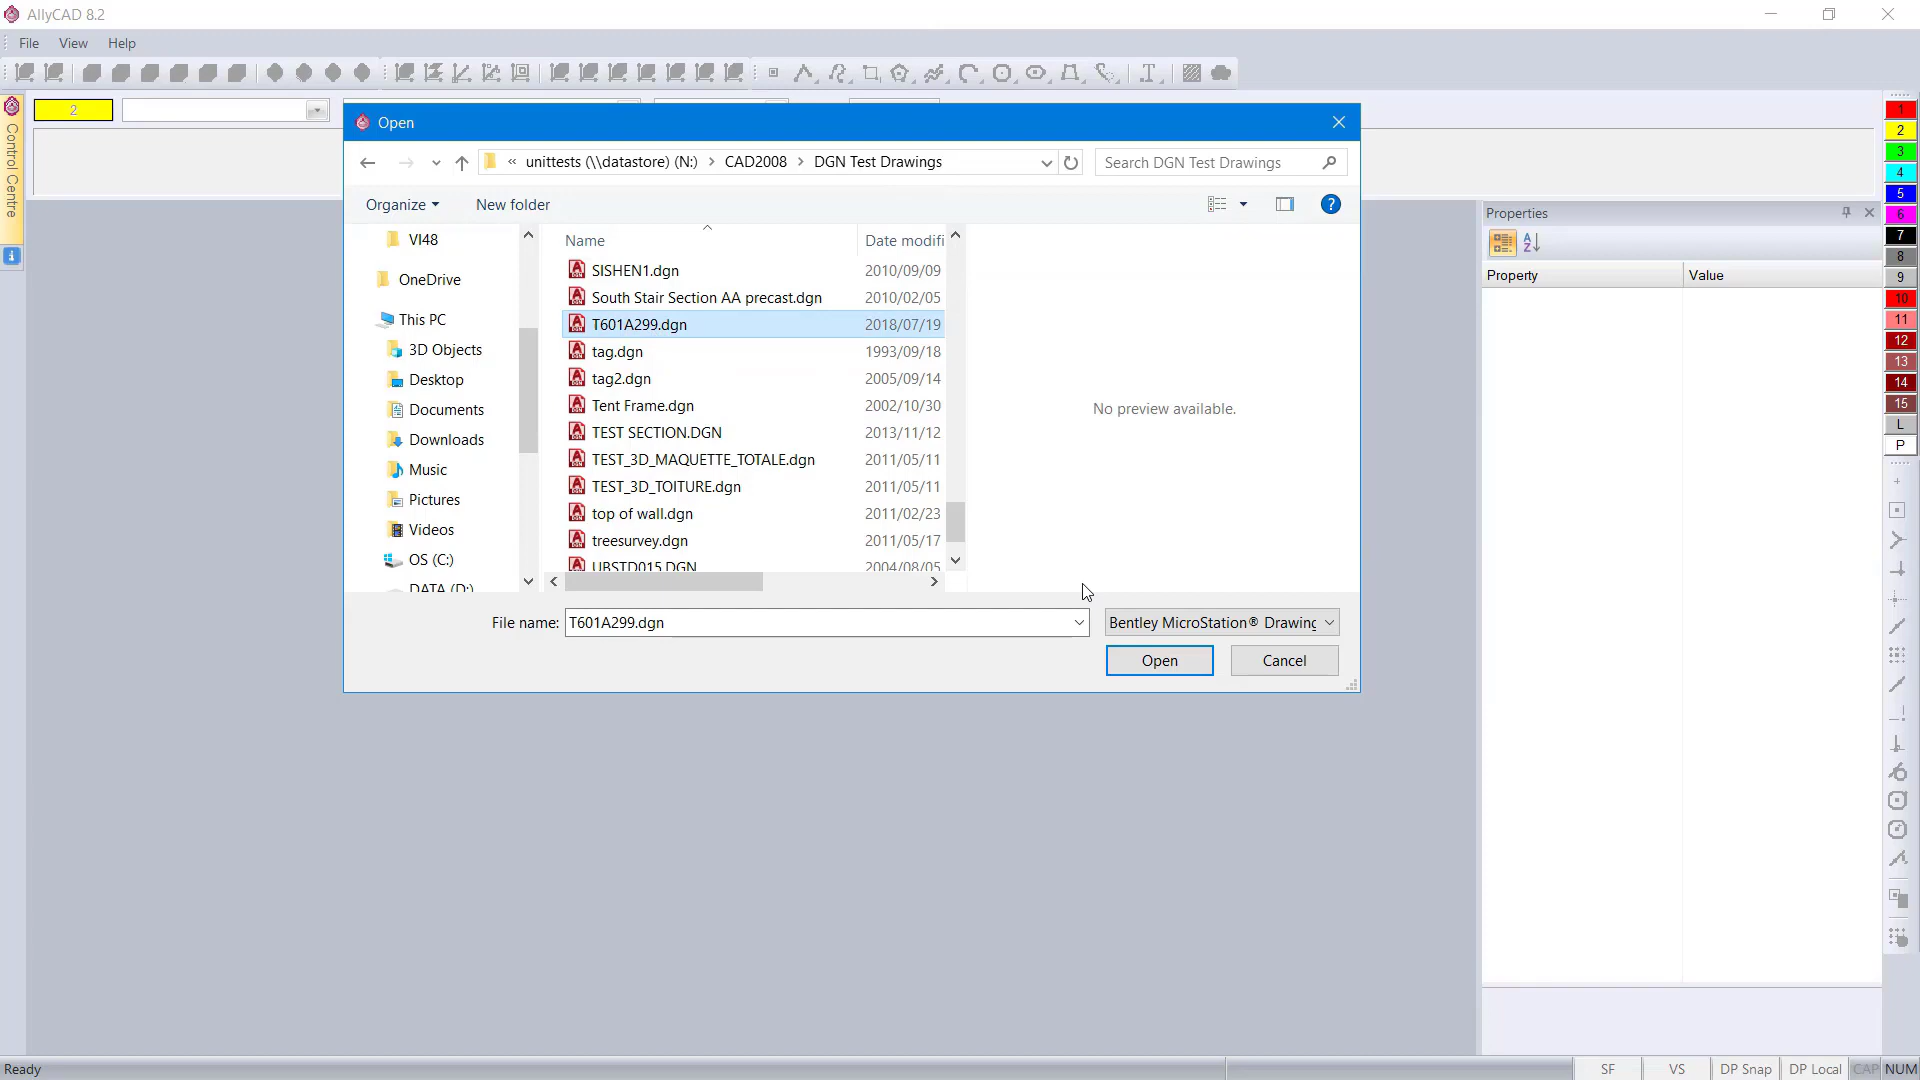 AllyCAD 8.2
File View Help
2
Control Centre
Open
« unittests (\\datastore) (N:) > CAD2008 > DGN Test Drawings
Search DGN Test Drawings
Organize New folder
VI48
OneDrive
This PC
3D Objects
Desktop
Documents
Downloads
Music
Pictures
Videos
OS (C:)
DATA (D:)
Name Date modifi
SISHEN1.dgn 2010/09/09
South Stair Section AA precast.dgn 2010/02/05
T601A299.dgn 2018/07/19
tag.dgn 1993/09/18
tag2.dgn 2005/09/14
Tent Frame.dgn 2002/10/30
TEST SECTION.DGN 2013/11/12
TEST_3D_MAQUETTE_TOTALE.dgn 2011/05/11
TEST_3D_TOITURE.dgn 2011/05/11
top of wall.dgn 2011/02/23
treesurvey.dgn 2011/05/17
UBSTD015.DGN 2004/08/05
No preview available.
File name: T601A299.dgn
Bentley MicroStation® Drawing
Open Cancel
Properties
Property Value
1
2
3
4
5
6
7
8
9
10
11
12
13
14
15
L
P
Ready
SF VS DP Snap DP Local CAP NUM